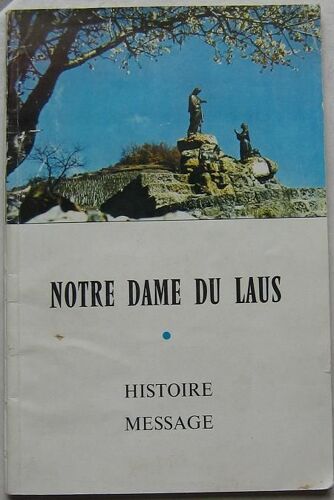 NOTRE DAME DU LAUS
HISTOIRE
MESSAGE